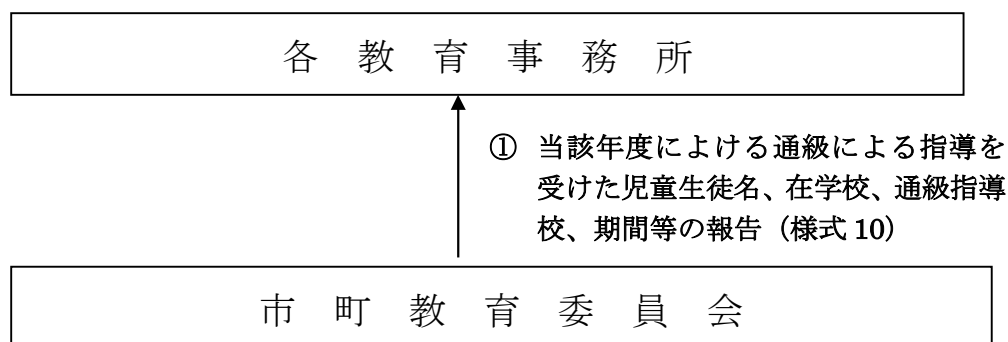 各教育事務所
① 当該年度によける通級による指導を
受けた児童生徒名、在学校、通級指導
校、期間等の報告（様式 10）
市町教育委員会